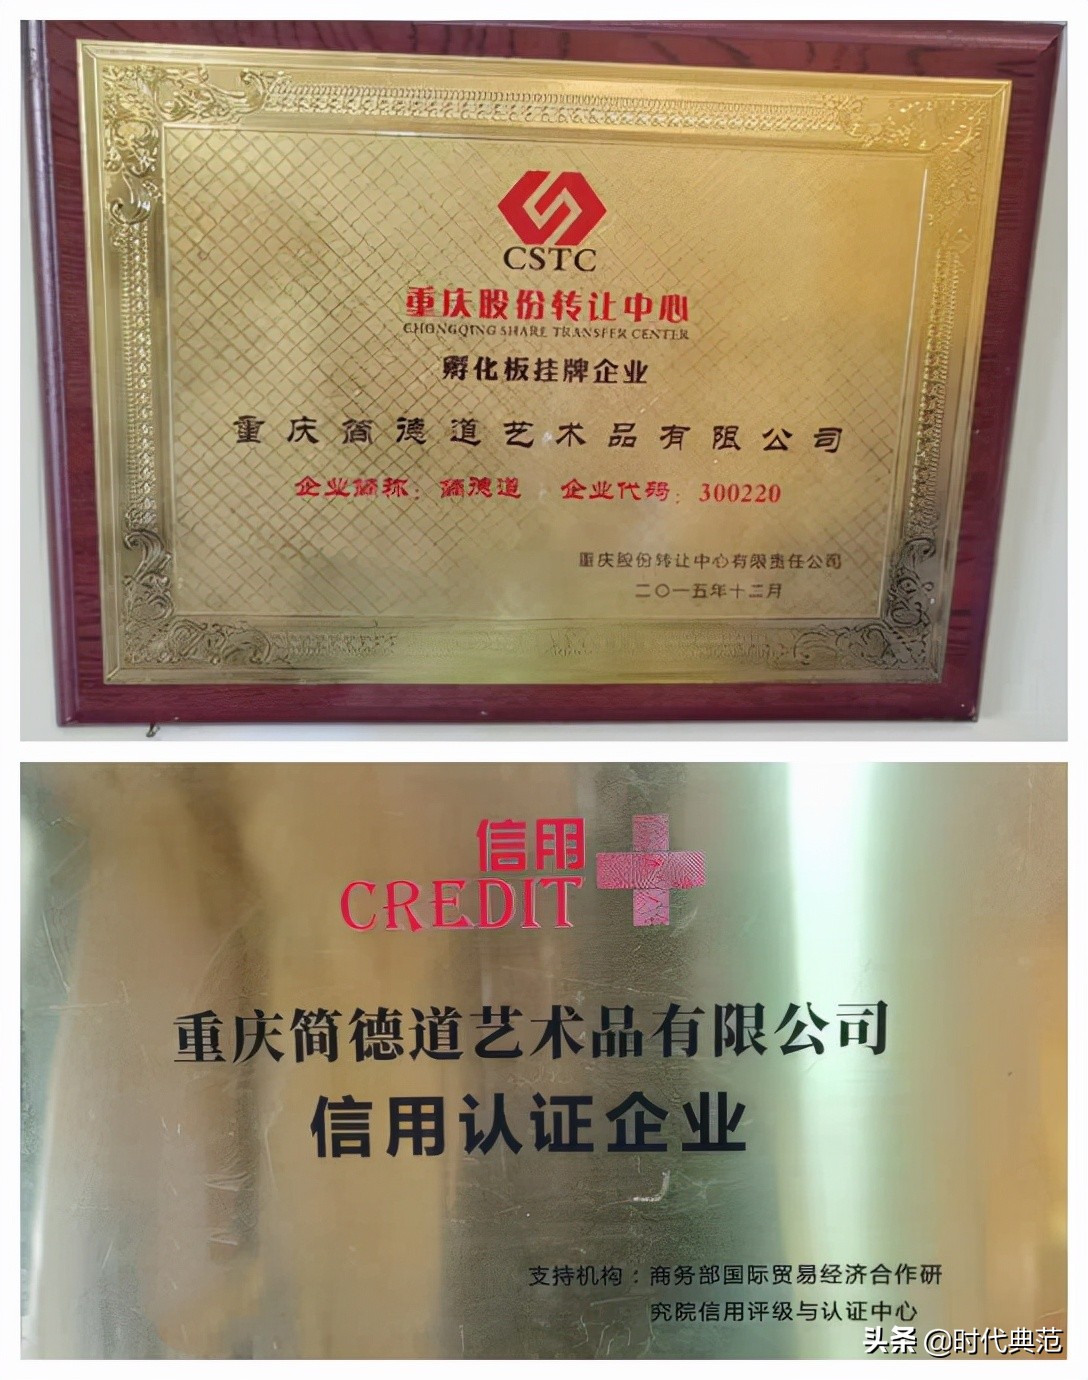 CSTC
重庆股份转让中心
CHONGQING SHARE TRANSFER CENTER
孵化板挂牌企业
重庆简德道艺术品有限公司
企业简称：简德道 企业代码：300220
重庆股份转让中心有限责任公司
二〇一五年十二月
信用
CREDIT
重庆简德道艺术品有限公司
信用认证企业
支持机构：商务部国际贸易经济合作研
究院信用评级与认证中心
头条 @时代典范